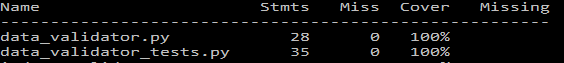 Name Stmts Miss Cover Missing
------------------------------------------------------
data_validator.py 28 0 100%
data_validator_tests.py 35 0 100%